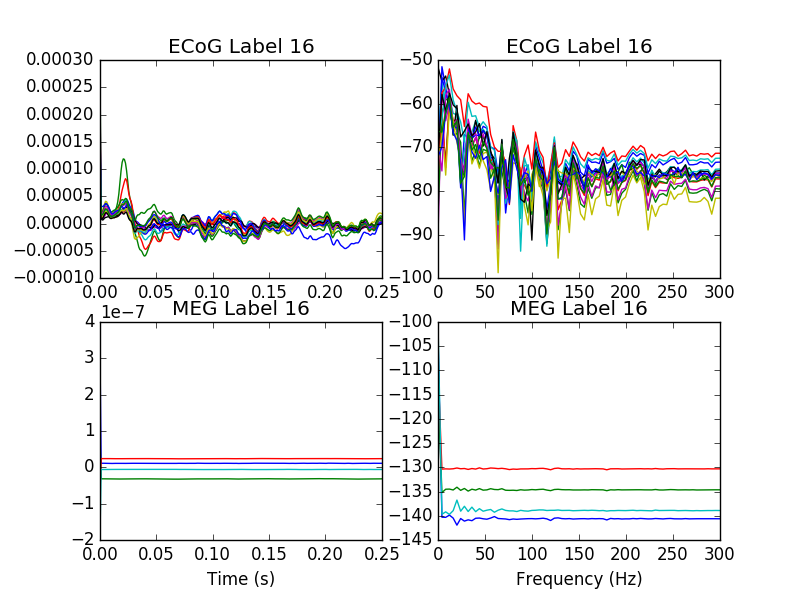 ECoG Label 16
0.00030
0.00025
0.00020
0.00015
0.00010
0.00005
0.00000
−0.00005
−0.00010
0.00 0.05 0.10 0.15 0.20 0.25
ECoG Label 16
−50
−60
−70
−80
−90
−100
0 50 100 150 200 250 300
MEG Label 16
1e−7
4
3
2
1
0
−1
−2
0.00 0.05 0.10 0.15 0.20 0.25
Time (s)
MEG Label 16
−100
−105
−110
−115
−120
−125
−130
−135
−140
−145
0 50 100 150 200 250 300
Frequency (Hz)